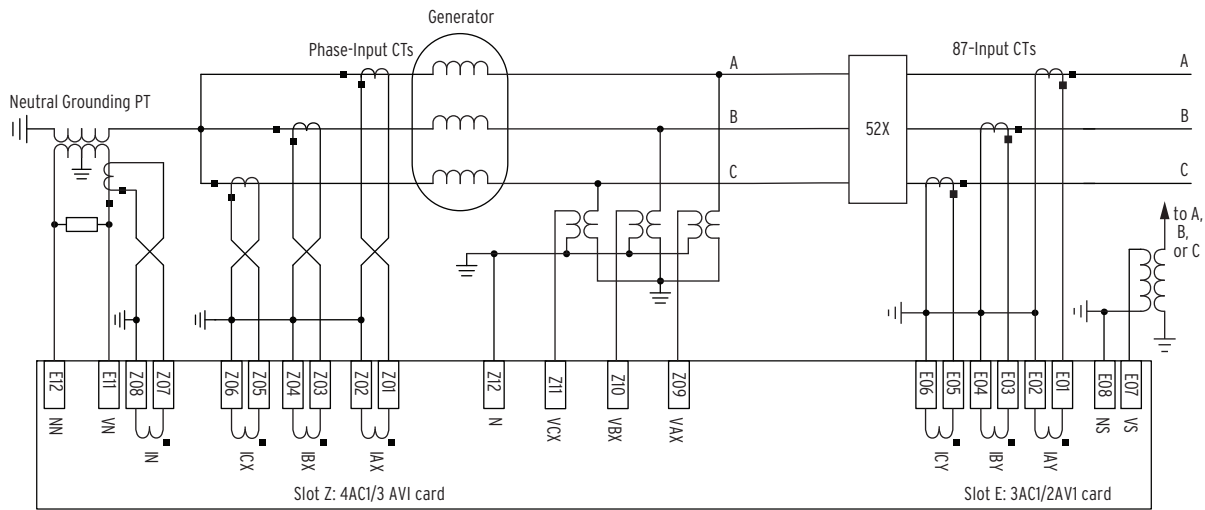 Generator
Phase-Input CTs
87-Input CTs
Neutral Grounding PT
A
B
C
52X
A
B
C
to A,
B,
or C
E12
E11
Z08
Z07
Z06
Z05
Z04
Z03
Z02
Z01
Z12
Z11
Z10
Z09
E06
E05
E04
E03
E02
E01
E08
E07
NN
VN
IN
ICX
IBX
IAX
N
VCX
VBX
VAX
ICY
IBY
IAY
NS
VS
Slot Z: 4AC1/3 AVI card
Slot E: 3AC1/2AV1 card